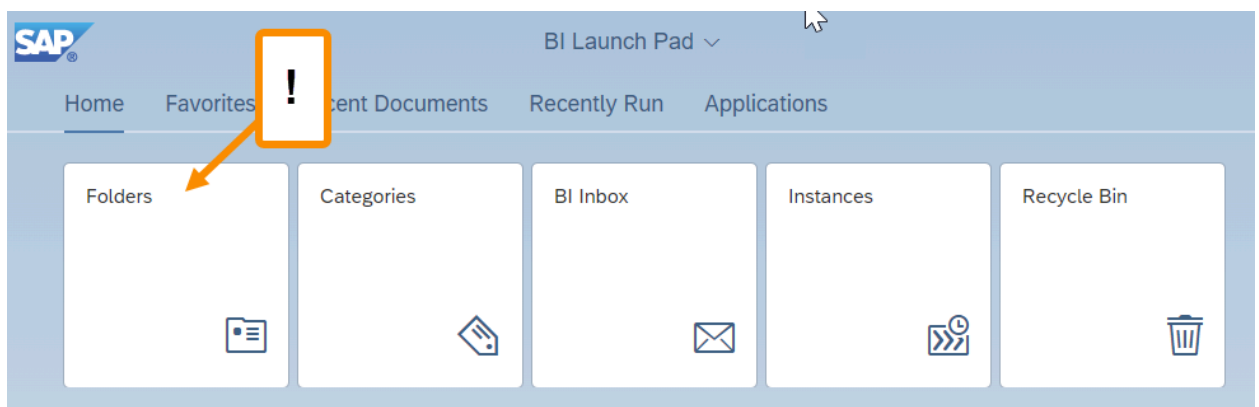 SAP®
BI Launch Pad
Home Favorites ! cent Documents Recently Run Applications
Folders Categories BI Inbox Instances Recycle Bin